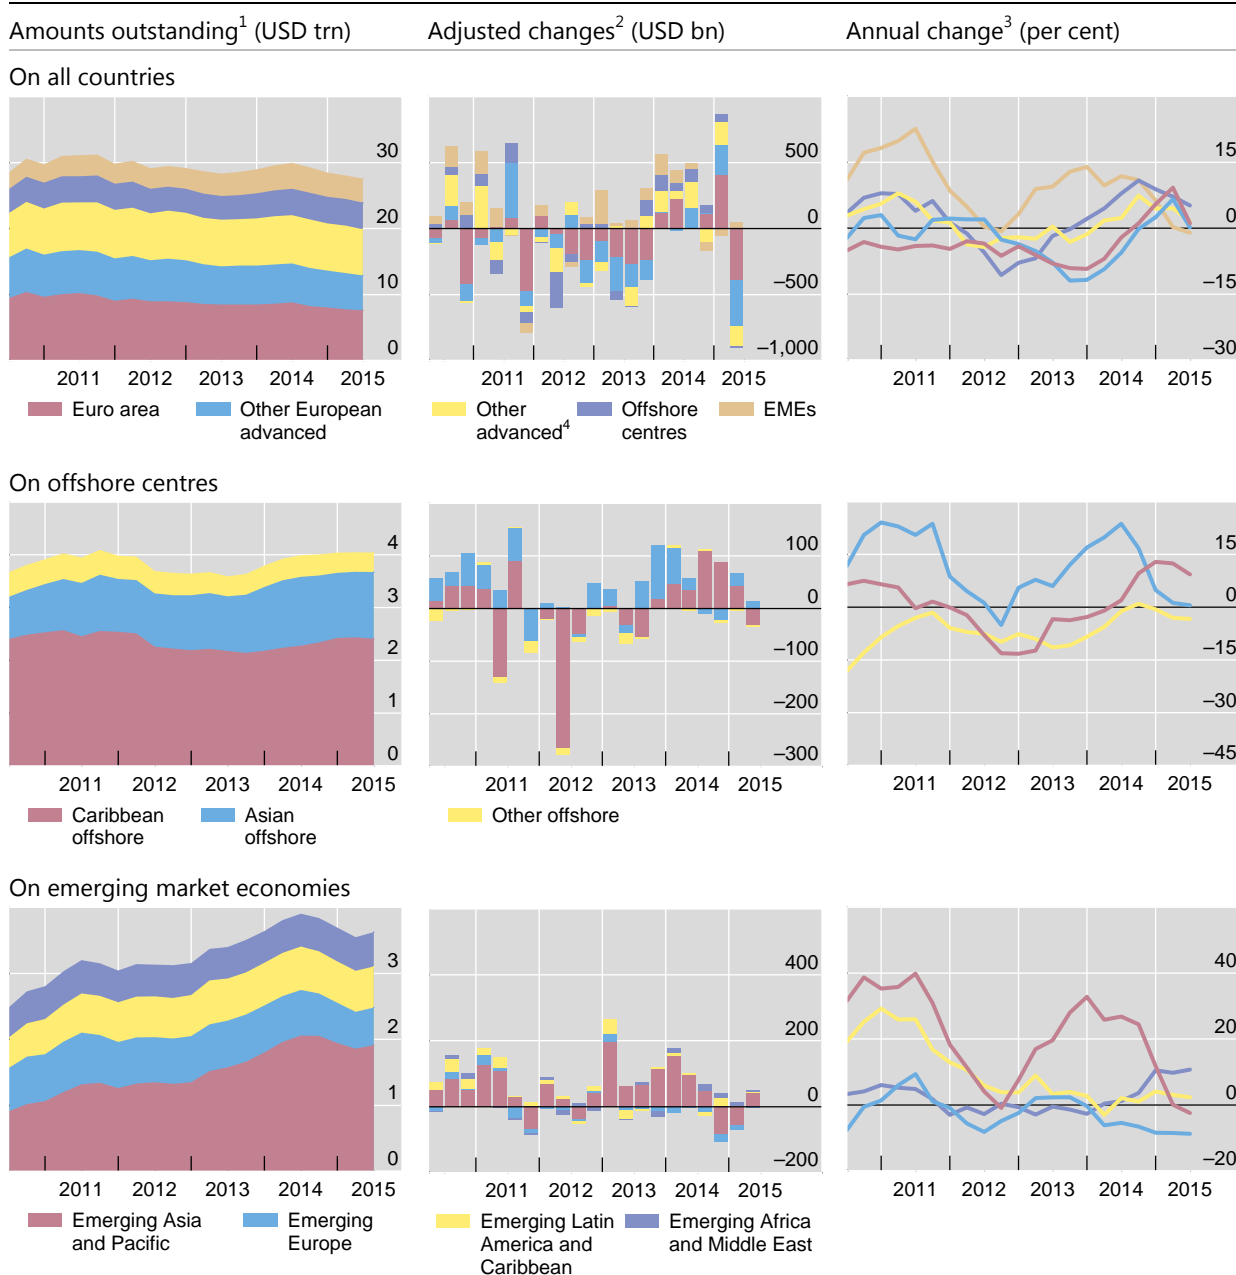 Amounts outstanding1 (USD trn) Adjusted changes2 (USD bn) Annual change3 (per cent)
On all countries
30
20
10
0
2011 2012 2013 2014 2015
500
0
–500
–1,000
2011 2012 2013 2014 2015
15
0
–15
–30
2011 2012 2013 2014 2015
Euro area Other European Other Offshore EMEs
advanced advanced4 centres
On offshore centres
4
3
2
1
0
2011 2012 2013 2014 2015
100
0
–100
–200
–300
2011 2012 2013 2014 2015
15
0
–15
–30
–45
2011 2012 2013 2014 2015
Caribbean Asian Other offshore
offshore offshore
On emerging market economies
3
2
1
0
2011 2012 2013 2014 2015
400
200
0
–200
2011 2012 2013 2014 2015
40
20
0
–20
2011 2012 2013 2014 2015
Emerging Asia Emerging Emerging Latin Emerging Africa
and Pacific Europe America and and Middle East
Caribbean